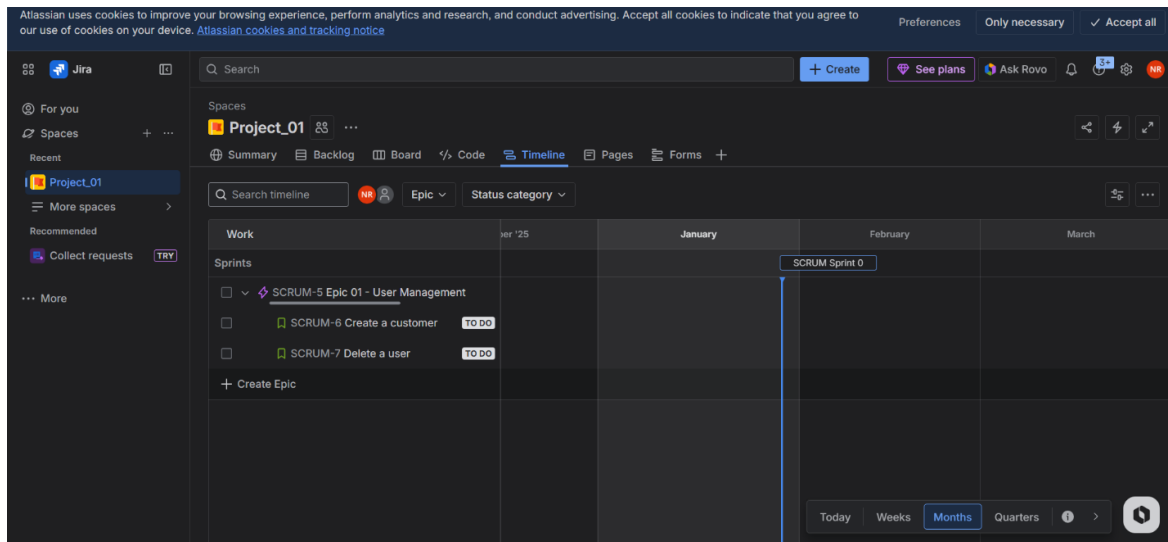 Atlassian uses cookies to improve your browsing experience, perform analytics and research, and conduct advertising. Accept all cookies to indicate that you agree to
our use of cookies on your device. Atlassian cookies and tracking notice
Preferences
Only necessary
Accept all
Jira
Search
Create
See plans
Ask Rovo
3+
NR
For you
Spaces
Recent
Project_01
More spaces
Recommended
Collect requests TRY
More
Spaces
Project_01
Summary Backlog Board Code Timeline Pages Forms
Search timeline NR Epic Status category
Work er '25 January February March
Sprints SCRUM Sprint 0
SCRUM-5 Epic 01 - User Management
SCRUM-6 Create a customer TO DO
SCRUM-7 Delete a user TO DO
Create Epic
Today Weeks Months Quarters